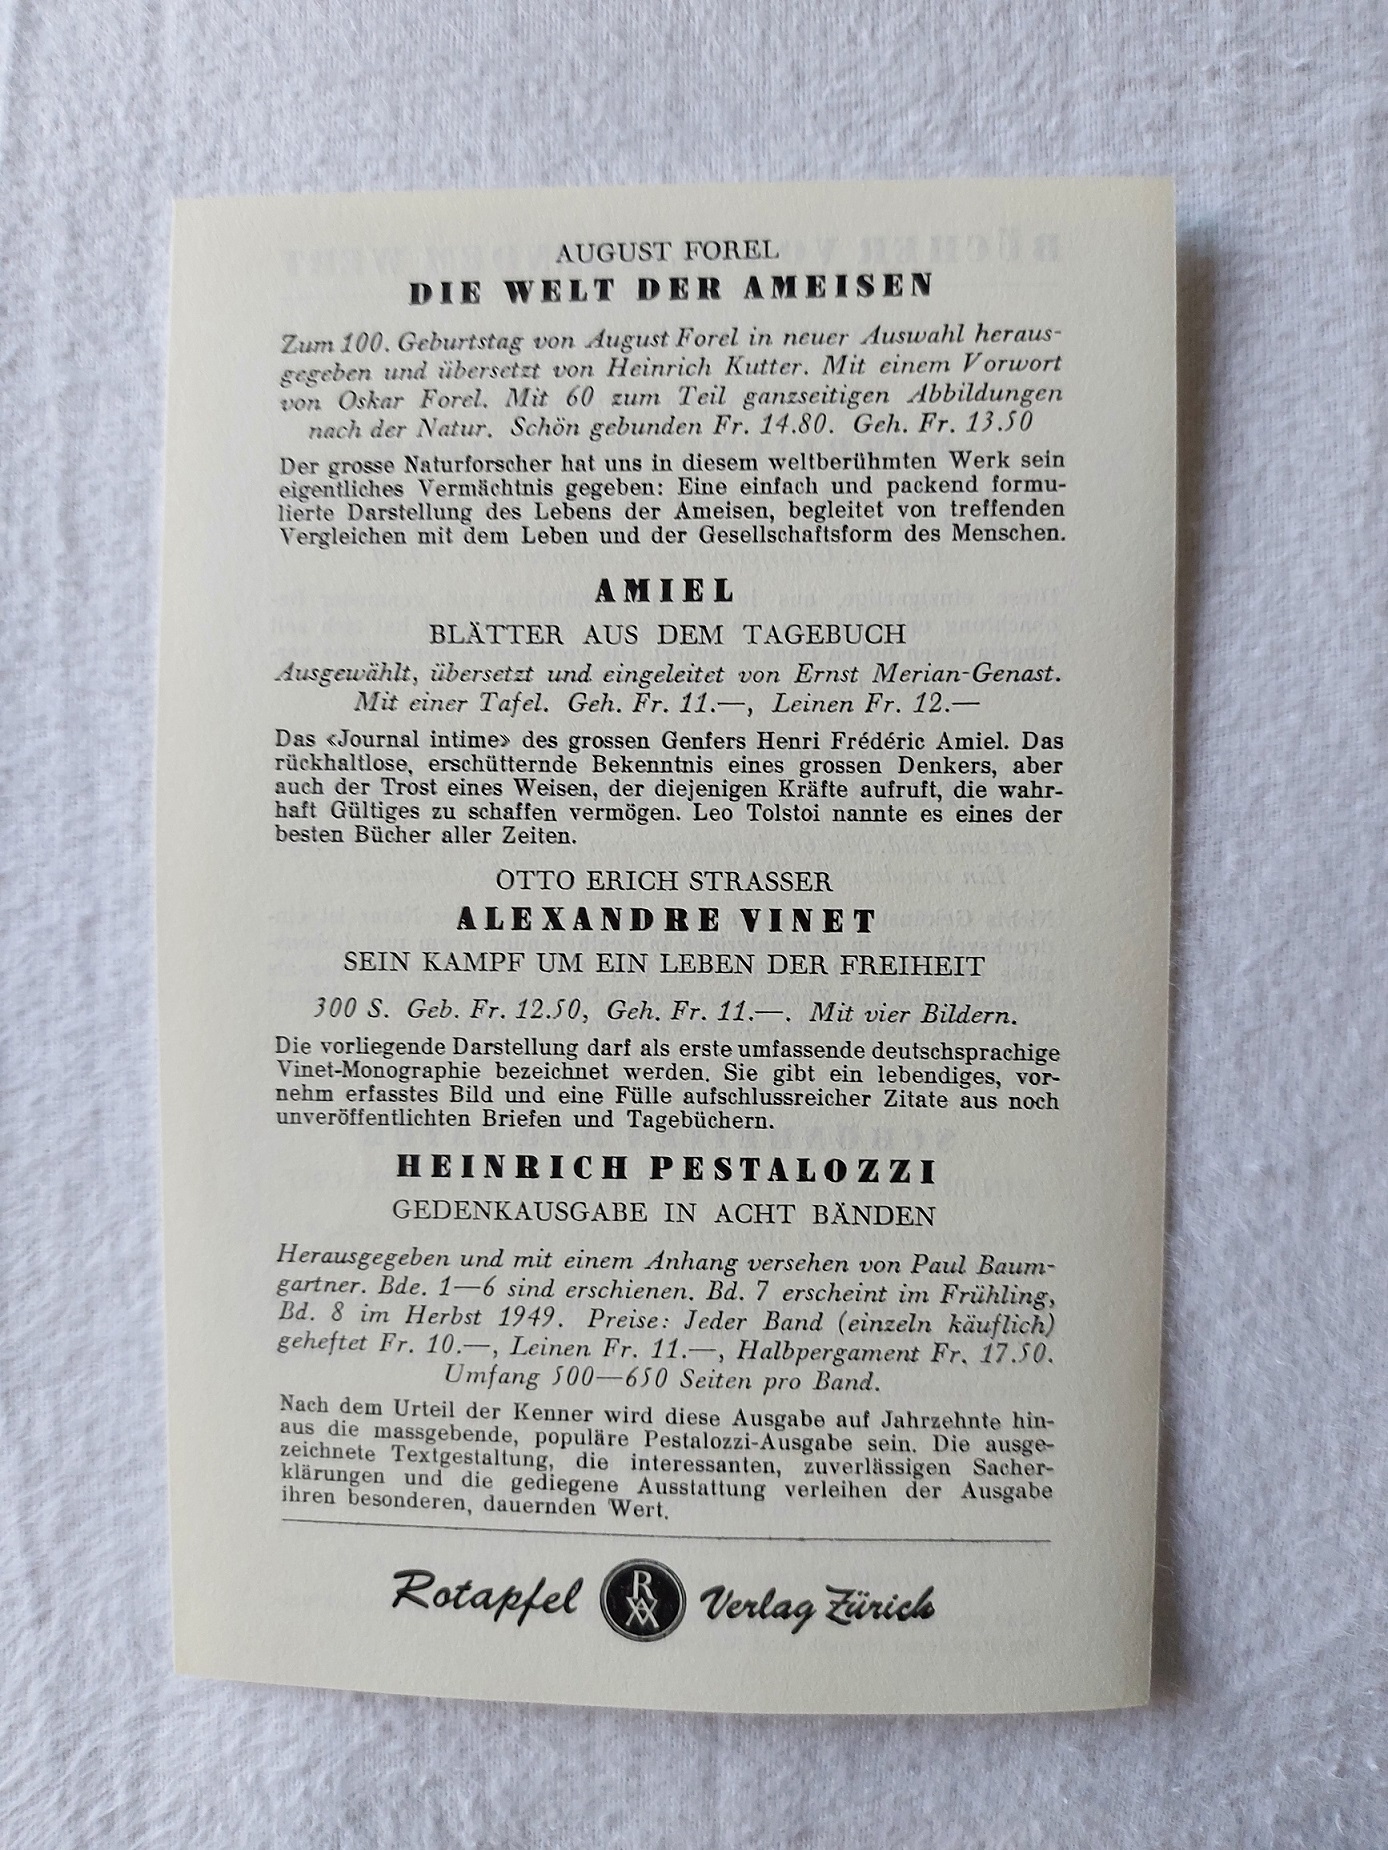 AUGUST FOREL
DIE WELT DER AMEISEN
Zum 100. Geburtstag von August Forel in neuer Auswahl heraus-
gegeben und übersetzt von Heinrich Kutter. Mit einem Vorwort
von Oskar Forel. Mit 60 zum Teil ganzseitigen Abbildungen
nach der Natur. Schön gebunden Fr. 14.80. Geh. Fr. 13.50
Der grosse Naturforscher hat uns in diesem weltberühmten Werk sein
eigentliches Vermächtnis gegeben: Eine einfach und packend formu-
lierte Darstellung des Lebens der Ameisen, begleitet von treffenden
Vergleichen mit dem Leben und der Gesellschaftsform des Menschen.
AMIEL
BLÄTTER AUS DEM TAGEBUCH
Ausgewählt, übersetzt und eingeleitet von Ernst Merian-Genast.
Mit einer Tafel. Geh. Fr. 11.—, Leinen Fr. 12.—
Das «Journal intime» des grossen Genfers Henri Frédéric Amiel. Das
rückhaltlose, erschütternde Bekenntnis eines grossen Denkers, aber
auch der Trost eines Weisen, der diejenigen Kräfte aufruft, die wahr-
haft Gültiges zu schaffen vermögen. Leo Tolstoi nannte es eines der
besten Bücher aller Zeiten.
OTTO ERICH STRASSER
ALEXANDRE VINET
SEIN KAMPF UM EIN LEBEN DER FREIHEIT
300 S. Geb. Fr. 12.50, Geh. Fr. 11.—. Mit vier Bildern.
Die vorliegende Darstellung darf als erste umfassende deutschsprachige
Vinet-Monographie bezeichnet werden. Sie gibt ein lebendiges, vor-
nehm erfasstes Bild und eine Fülle aufschlussreicher Zitate aus noch
unveröffentlichten Briefen und Tagebüchern.
HEINRICH PESTALOZZI
GEDENKAUSGABE IN ACHT BÄNDEN
Herausgegeben und mit einem Anhang versehen von Paul Baum-
gartner. Bde. 1—6 sind erschienen. Bd. 7 erscheint im Frühling,
Bd. 8 im Herbst 1949. Preise: Jeder Band (einzeln käuflich)
geheftet Fr. 10.—, Leinen Fr. 11.—, Halbpergament Fr. 17.50.
Umfang 500—650 Seiten pro Band.
Nach dem Urteil der Kenner wird diese Ausgabe auf Jahrzehnte hin-
aus die massgebende, populäre Pestalozzi-Ausgabe sein. Die ausge-
zeichnete Textgestaltung, die interessanten, zuverlässigen Sacher-
klärungen und die gediegene Ausstattung verleihen der Ausgabe
ihren besonderen, dauernden Wert.
Rotapfel Verlag Zürich